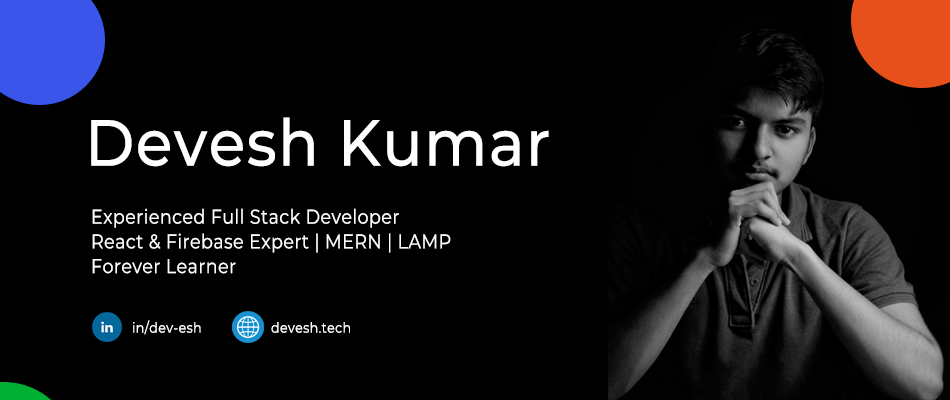 Devesh Kumar
Experienced Full Stack Developer
React & Firebase Expert | MERN | LAMP
Forever Learner
in in/dev-esh devesh.tech